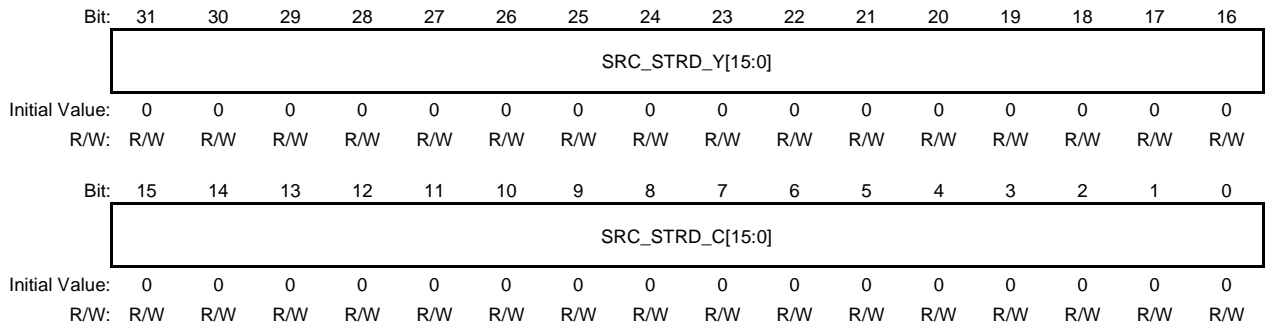 Bit: 31 30 29 28 27 26 25 24 23 22 21 20 19 18 17 16
SRC_STRD_Y[15:0]
Initial Value: 0 0 0 0 0 0 0 0 0 0 0 0 0 0 0 0
R/W: R/W R/W R/W R/W R/W R/W R/W R/W R/W R/W R/W R/W R/W R/W R/W R/W
Bit: 15 14 13 12 11 10 9 8 7 6 5 4 3 2 1 0
SRC_STRD_C[15:0]
Initial Value: 0 0 0 0 0 0 0 0 0 0 0 0 0 0 0 0
R/W: R/W R/W R/W R/W R/W R/W R/W R/W R/W R/W R/W R/W R/W R/W R/W R/W